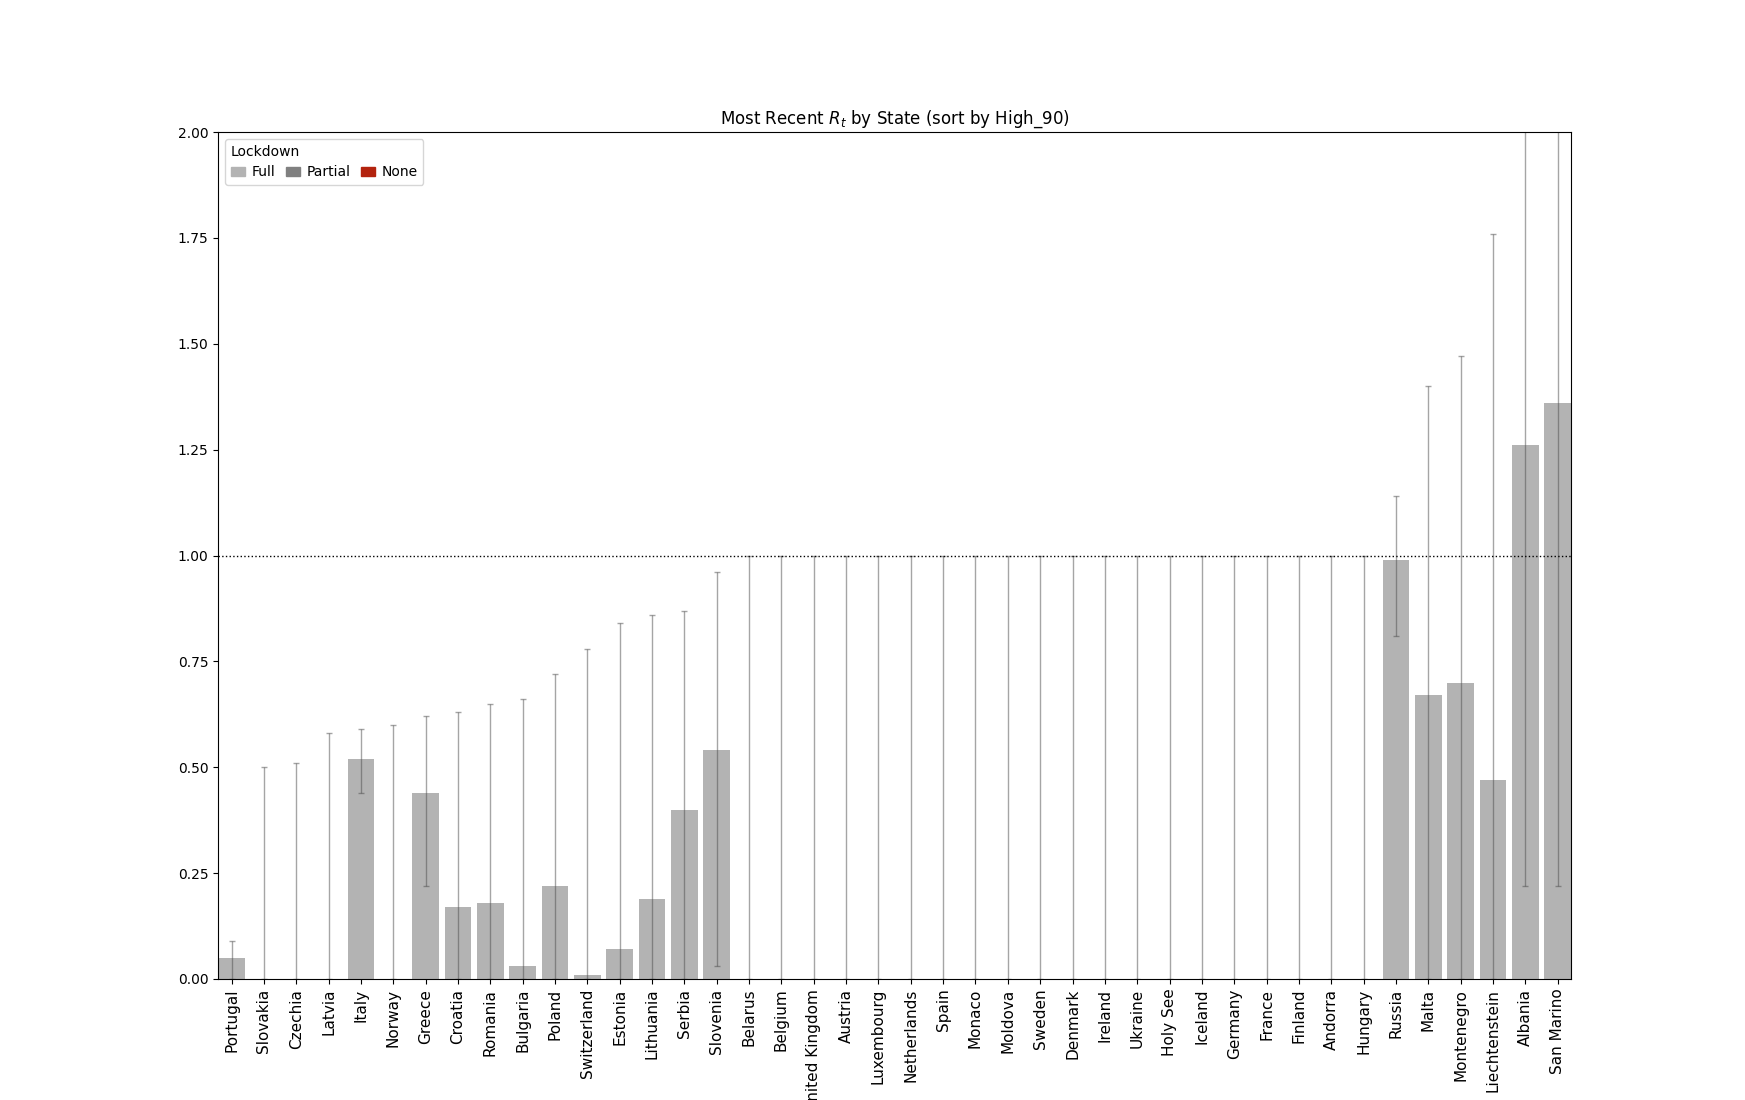 Most Recent R_t by State (sort by High_90)
Lockdown
Full Partial None
2.00
1.75
1.50
1.25
1.00
0.75
0.50
0.25
0.00
Portugal
Slovakia
Czechia
Latvia
Italy
Norway
Greece
Croatia
Romania
Bulgaria
Poland
Switzerland
Estonia
Lithuania
Serbia
Slovenia
Belarus
Belgium
nited Kingdom
Austria
Luxembourg
Netherlands
Spain
Monaco
Moldova
Sweden
Denmark
Ireland
Ukraine
Holy See
Iceland
Germany
France
Finland
Andorra
Hungary
Russia
Malta
Montenegro
Liechtenstein
Albania
San Marino